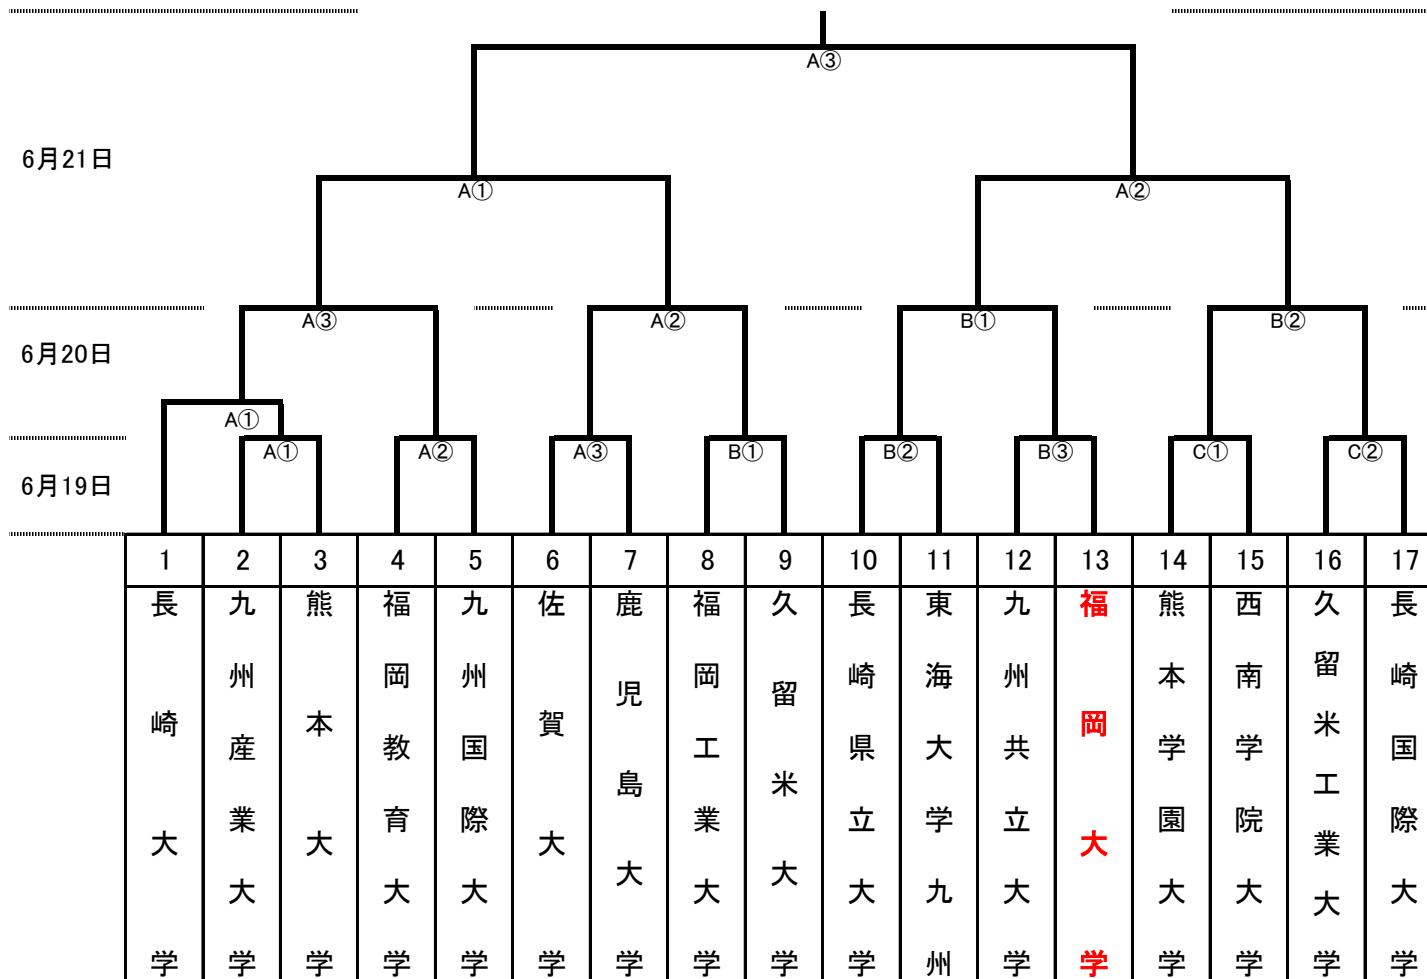 A③
6月21日
A①
A②
A③
A②
B①
B②
6月20日
A①
A①
A②
A③
B①
B②
B③
C①
C②
6月19日
1
2
3
4
5
6
7
8
9
10
11
12
13
14
15
16
17
長崎大学
九州産業大学
熊本大学
福岡教育大学
九州国際大学
佐賀大学
鹿児島大学
福岡工業大学
久留米大学
長崎県立大学
東海大学九州
九州共立大学
福岡大学
熊本学園大学
西南学院大学
久留米工業大学
長崎国際大学